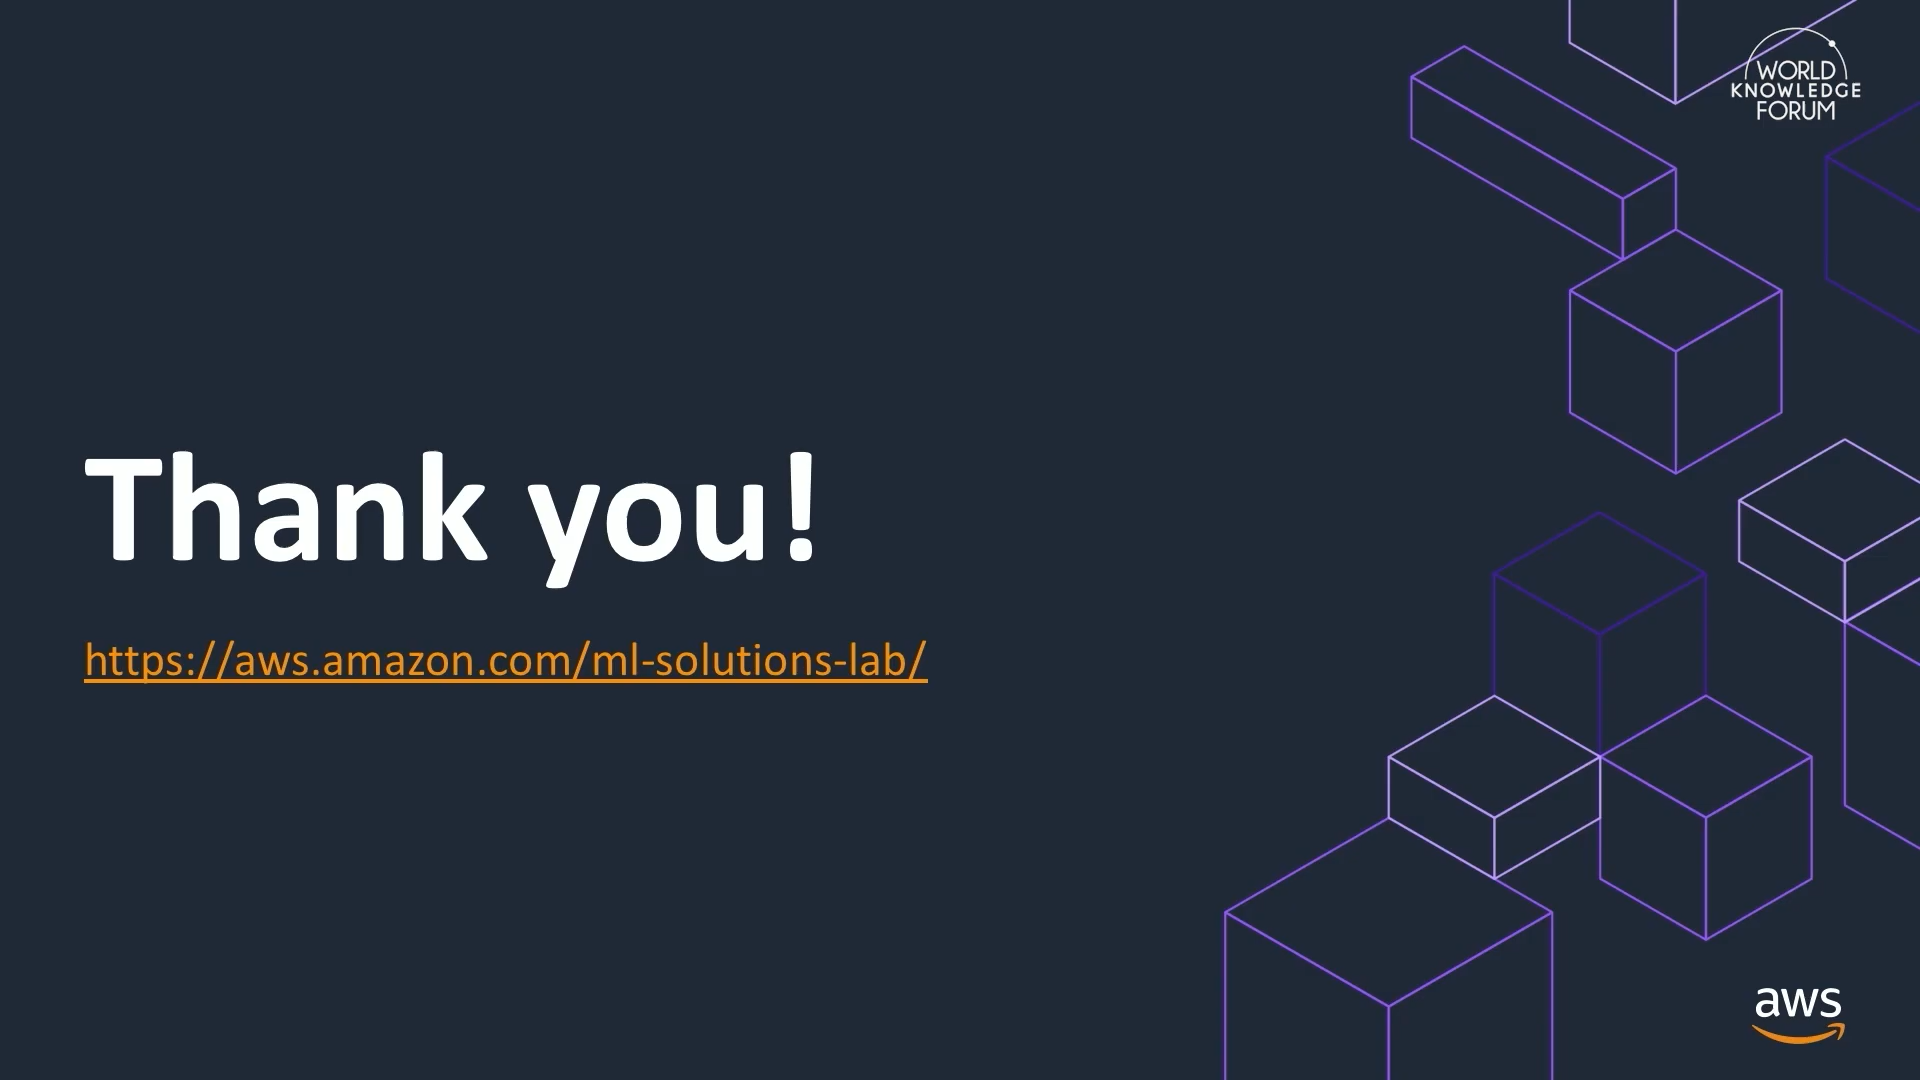 WORLD
KNOWLEDGE
FORUM
Thank you!
https://aws.amazon.com/ml-solutions-lab/
aws